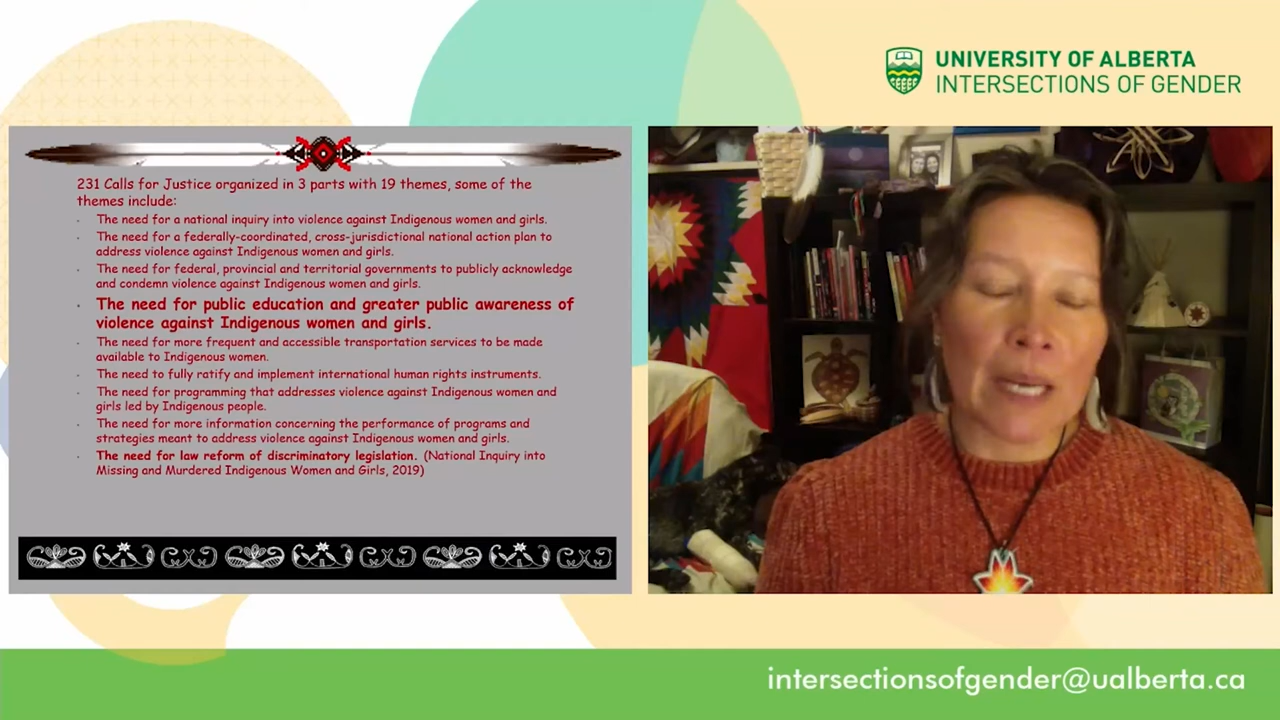 UNIVERSITY OF ALBERTA
INTERSECTIONS OF GENDER
231 Calls for Justice organized in 3 parts with 19 themes, some of the
themes include:
The need for a national inquiry into violence against Indigenous women and girls.
The need for a federally-coordinated, cross-jurisdictional national action plan to
address violence against Indigenous women and girls.
The need for federal, provincial and territorial governments to publicly acknowledge
and condemn violence against Indigenous women and girls.
The need for public education and greater public awareness of
violence against Indigenous women and girls.
The need for more frequent and accessible transportation services to be made
available to Indigenous women.
The need to fully ratify and implement international human rights instruments.
The need for programming that addresses violence against Indigenous women and
girls led by Indigenous people.
The need for more information concerning the performance of programs and
strategies meant to address violence against Indigenous women and girls.
The need for law reform of discriminatory legislation. (National Inquiry into
Missing and Murdered Indigenous Women and Girls, 2019)
intersectionsofgender@ualberta.ca